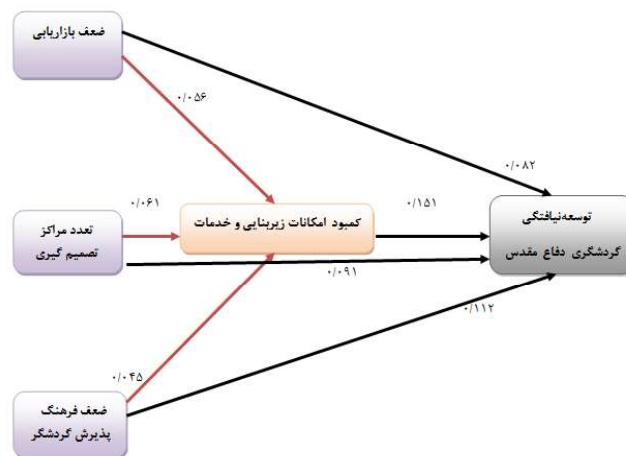 ضعف بازاریابی
۰/۰۵۶
۰/۰۸۲
۰/۰۶۱
تعدد مراکز
تصمیم گیری
کمبود امکانات زیربنایی و خدمات
۰/۱۵۱
توسعه‌نیافتگی
گردشگری دفاع مقدس
۰/۰۹۱
۰/۱۱۲
۰/۰۴۵
ضعف فرهنگ
پذیرش گردشگر